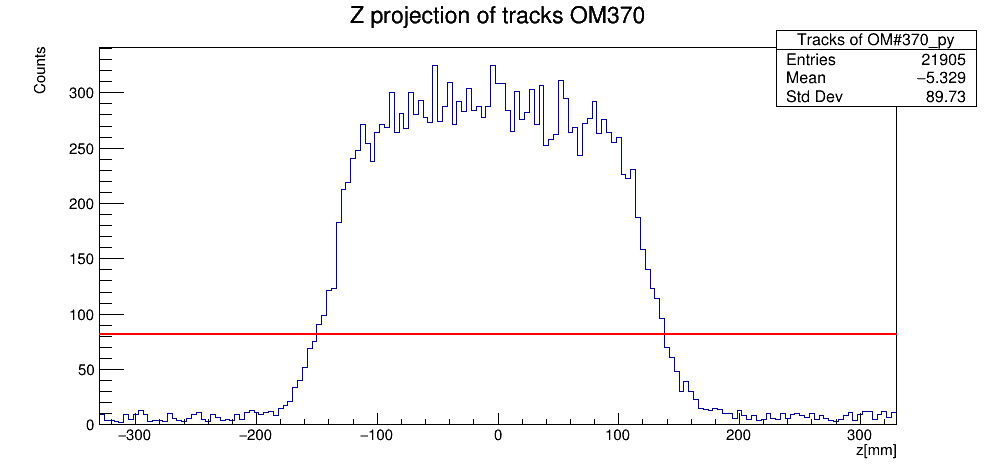 Z projection of tracks OM370
Tracks of OM#370_py
Entries 21905
Mean −5.329
Std Dev 89.73
Counts
300
250
200
150
100
50
0
−300 −200 −100 0 100 200 300
z[mm]